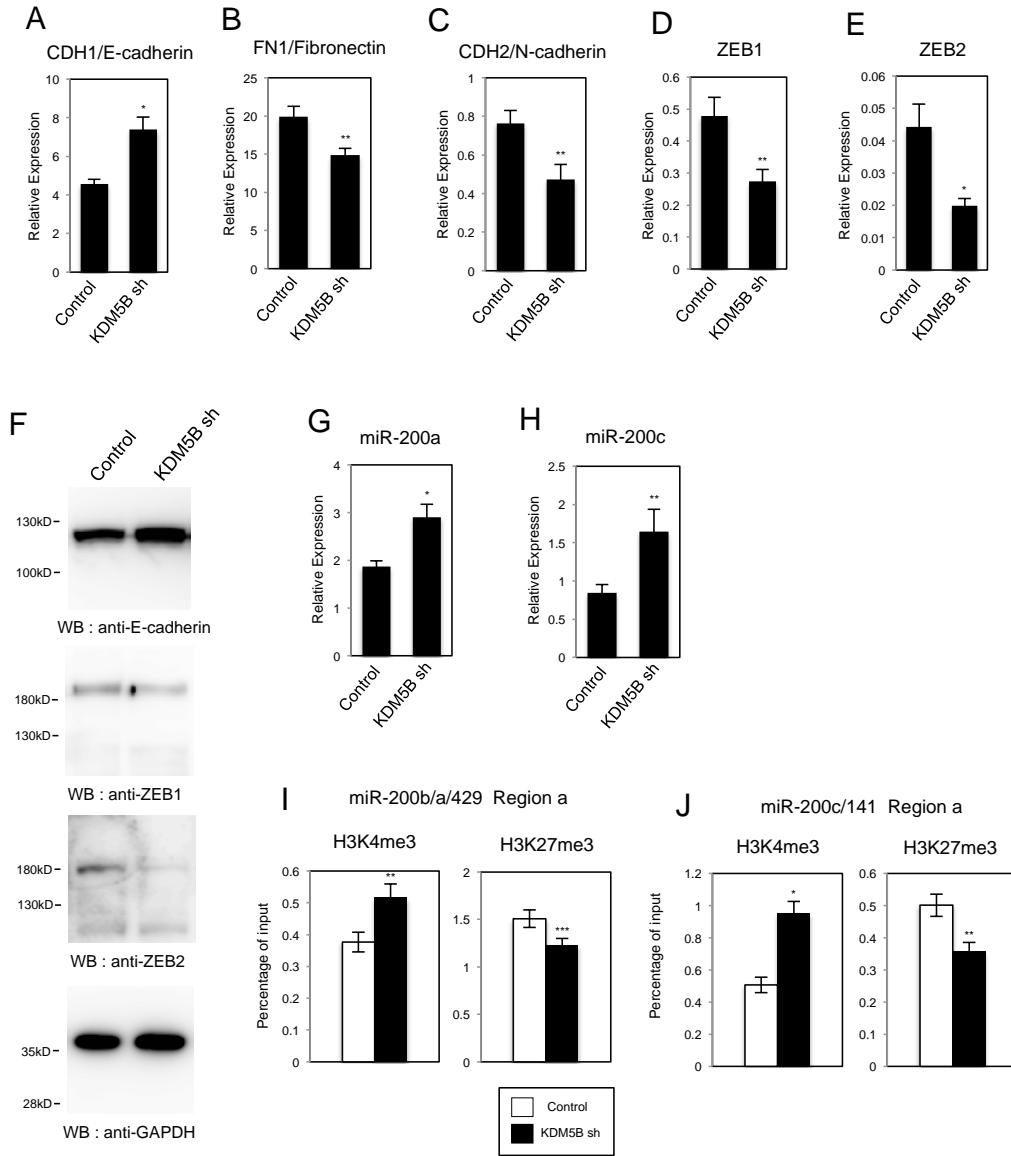 A
CDH1/E-cadherin
Relative Expression
10
8
6
4
2
0
*
Control
KDM5B sh
B
FN1/Fibronectin
Relative Expression
25
20
15
10
5
0
**
Control
KDM5B sh
C
CDH2/N-cadherin
Relative Expression
1
0.8
0.6
0.4
0.2
0
**
Control
KDM5B sh
D
ZEB1
Relative Expression
0.6
0.5
0.4
0.3
0.2
0.1
0
**
Control
KDM5B sh
E
ZEB2
Relative Expression
0.06
0.05
0.04
0.03
0.02
0.01
0
*
Control
KDM5B sh
F
Control
KDM5B sh
130kD
100kD
WB : anti-E-cadherin
180kD
130kD
WB : anti-ZEB1
180kD
130kD
WB : anti-ZEB2
35kD
28kD
WB : anti-GAPDH
G
miR-200a
Relative Expression
4
3
2
1
0
*
Control
KDM5B sh
H
miR-200c
Relative Expression
2.5
2
1.5
1
0.5
0
**
Control
KDM5B sh
I
miR-200b/a/429 Region a
H3K4me3
Percentage of input
0.6
0.5
0.4
0.3
0.2
0.1
0
**
H3K27me3
2
1.5
1
0.5
0
***
J
miR-200c/141 Region a
H3K4me3
Percentage of input
1.2
1
0.8
0.6
0.4
0.2
0
*
H3K27me3
0.6
0.5
0.4
0.3
0.2
0.1
0
**
Control
KDM5B sh